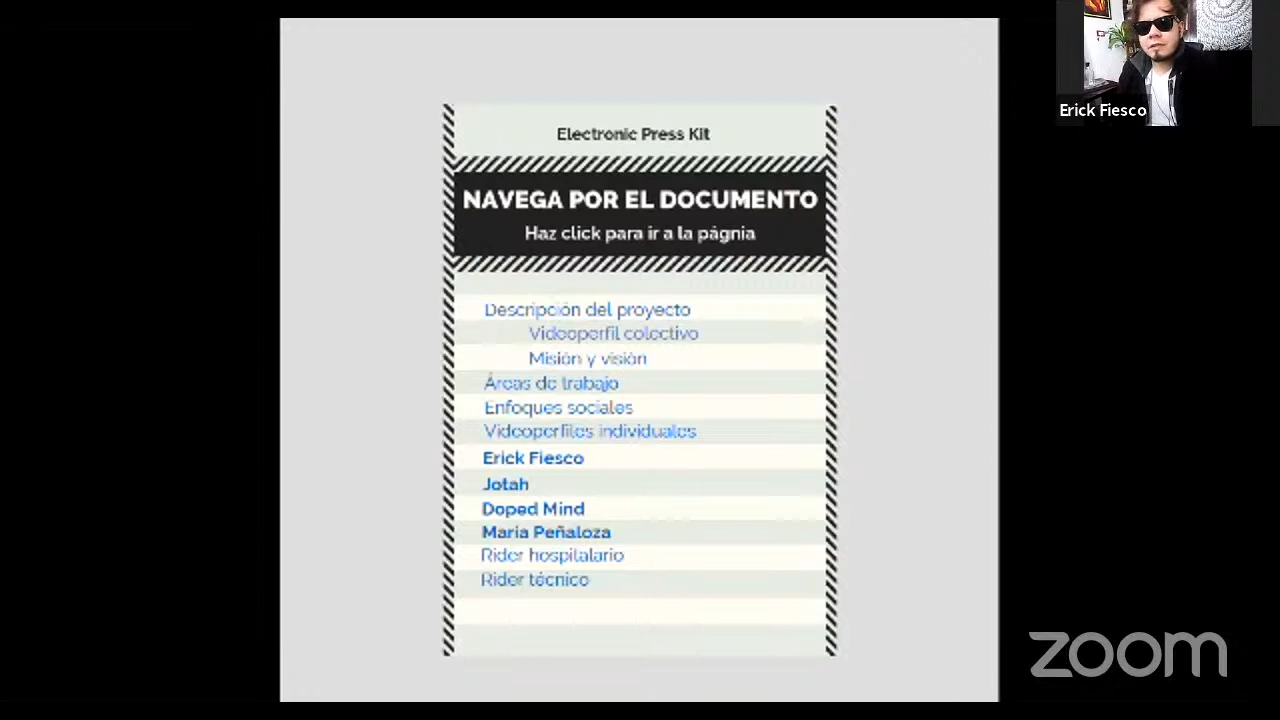 Electronic Press Kit
NAVEGA POR EL DOCUMENTO
Haz click para ir a la págnia
Descripción del proyecto
Videoperfil colectivo
Misión y visión
Áreas de trabajo
Enfoques sociales
Videoperfiles individuales
Erick Fiesco
Jotah
Doped Mind
Maria Peñaloza
Rider hospitalario
Rider técnico
Erick Fiesco
zoom